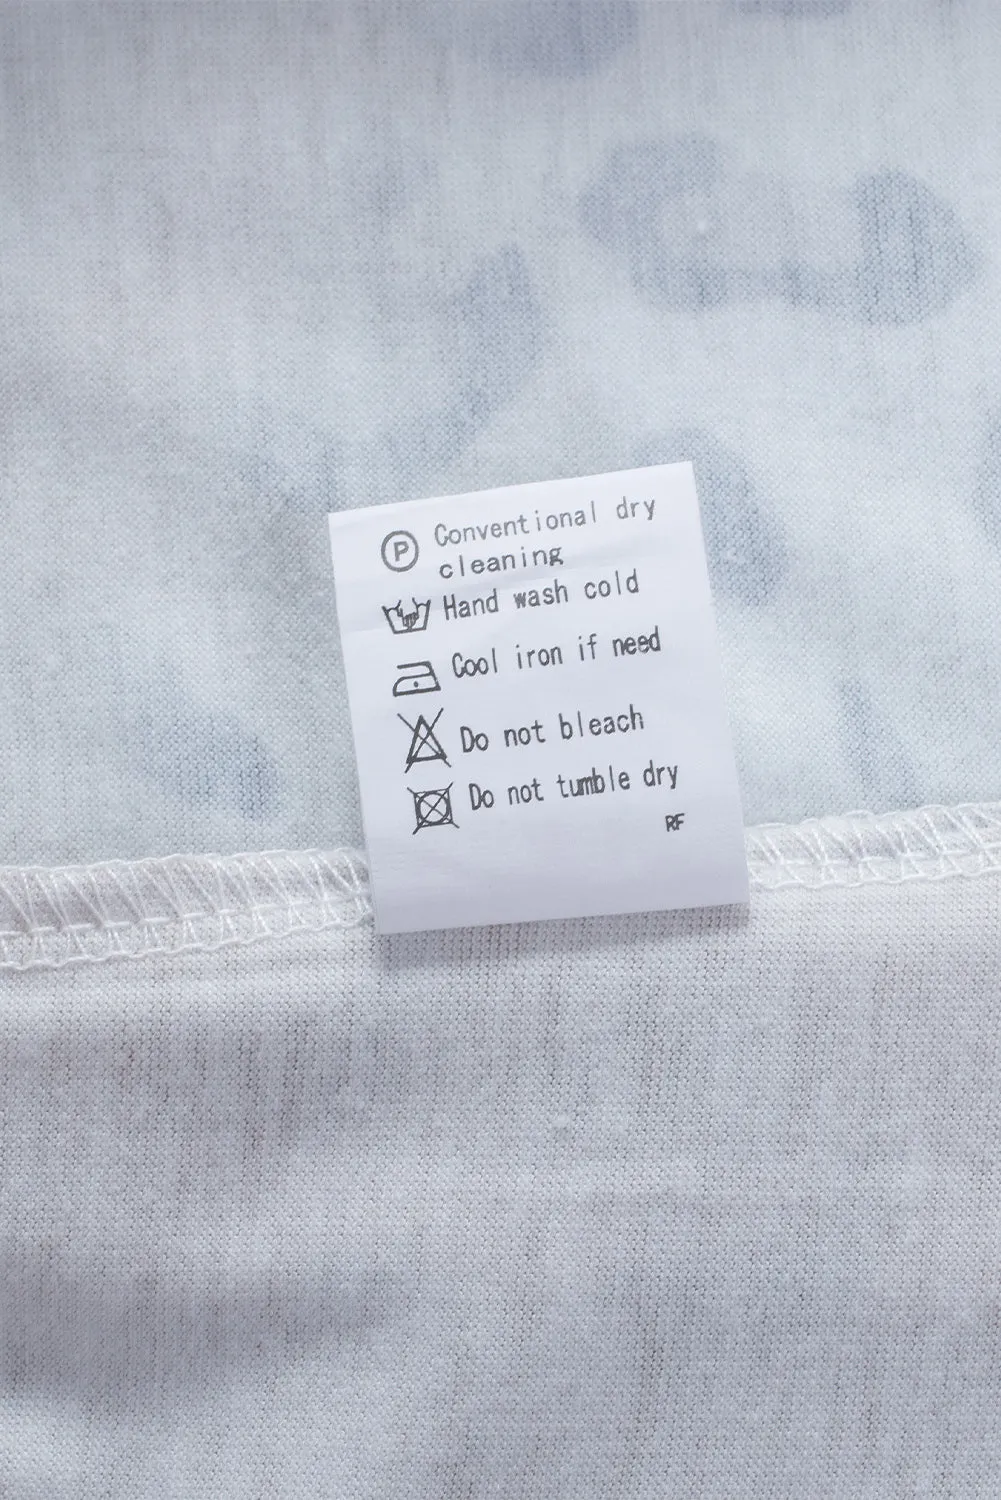 P Conventional dry
cleaning
Hand wash cold
Cool iron if need
Do not bleach
Do not tumble dry
RF